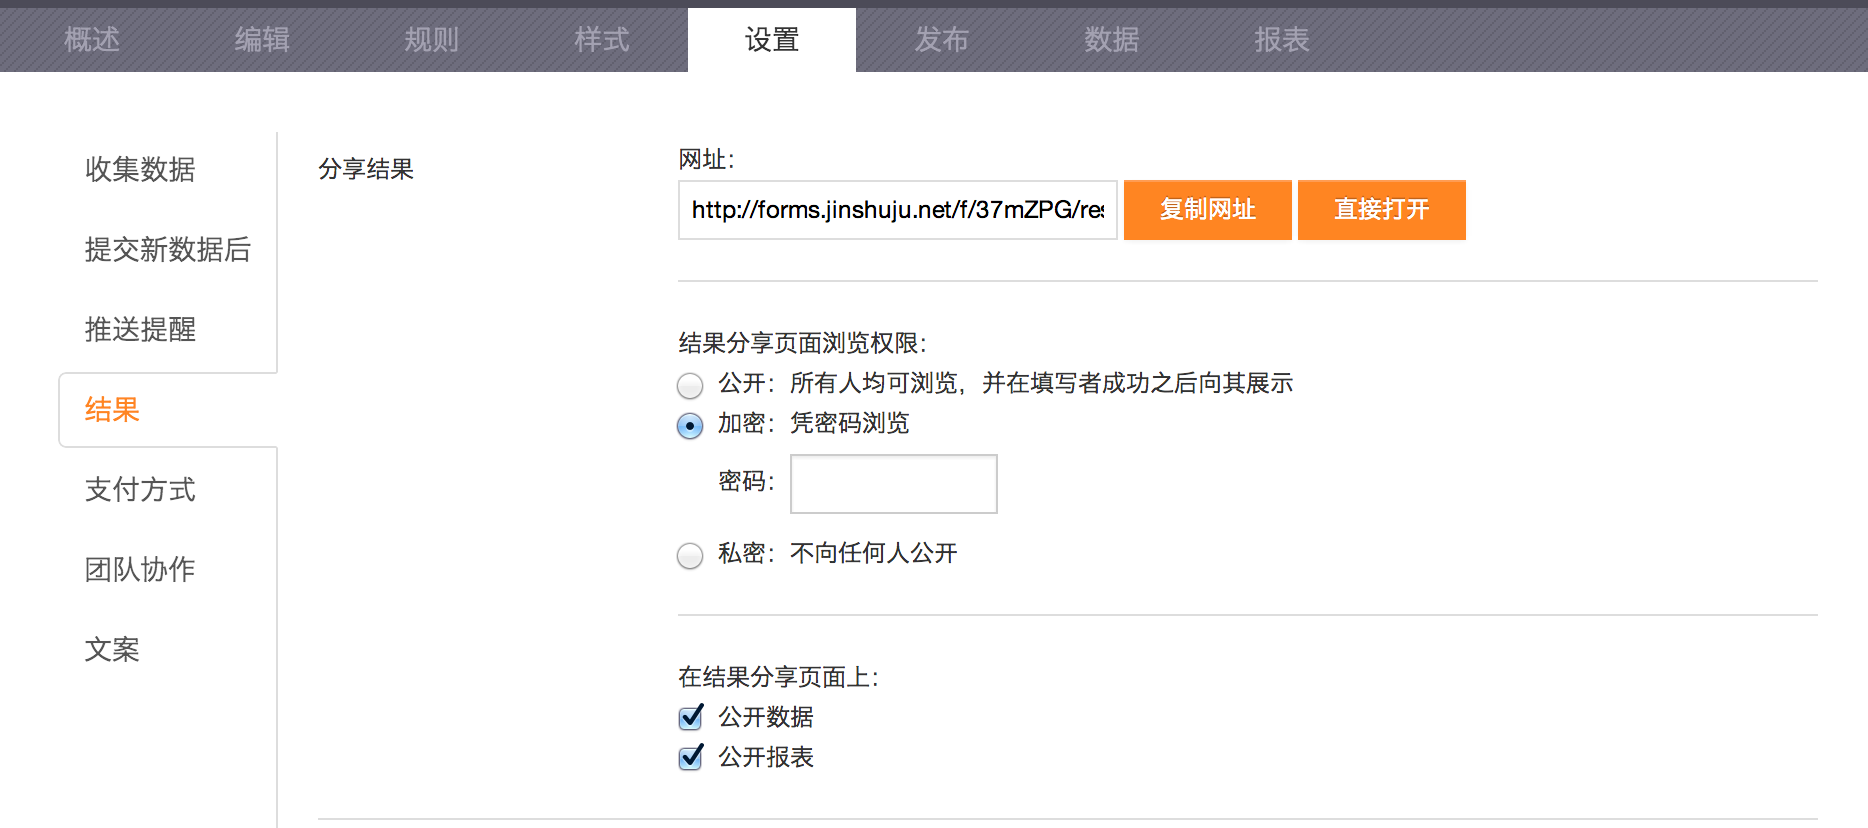 概述 编辑 规则 样式 设置 发布 数据 报表
收集数据
提交新数据后
推送提醒
结果
支付方式
团队协作
文案
分享结果
网址：
http://forms.jinshuju.net/f/37mZPG/res 复制网址 直接打开
结果分享页面浏览权限：
公开：所有人均可浏览，并在填写者成功之后向其展示
加密：凭密码浏览
密码：
私密：不向任何人公开
在结果分享页面上：
公开数据
公开报表